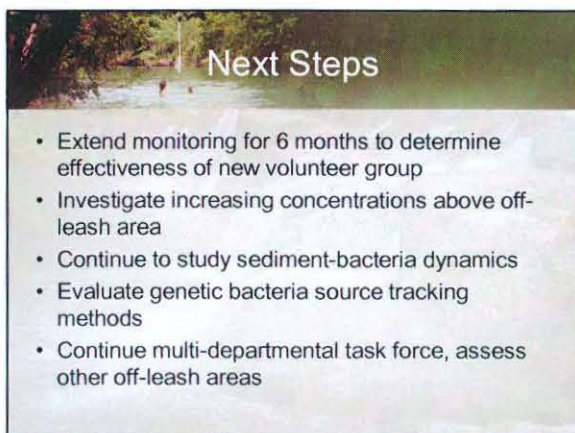 Next Steps
• Extend monitoring for 6 months to determine
effectiveness of new volunteer group
• Investigate increasing concentrations above off-
leash area
• Continue to study sediment-bacteria dynamics
• Evaluate genetic bacteria source tracking
methods
• Continue multi-departmental task force, assess
other off-leash areas